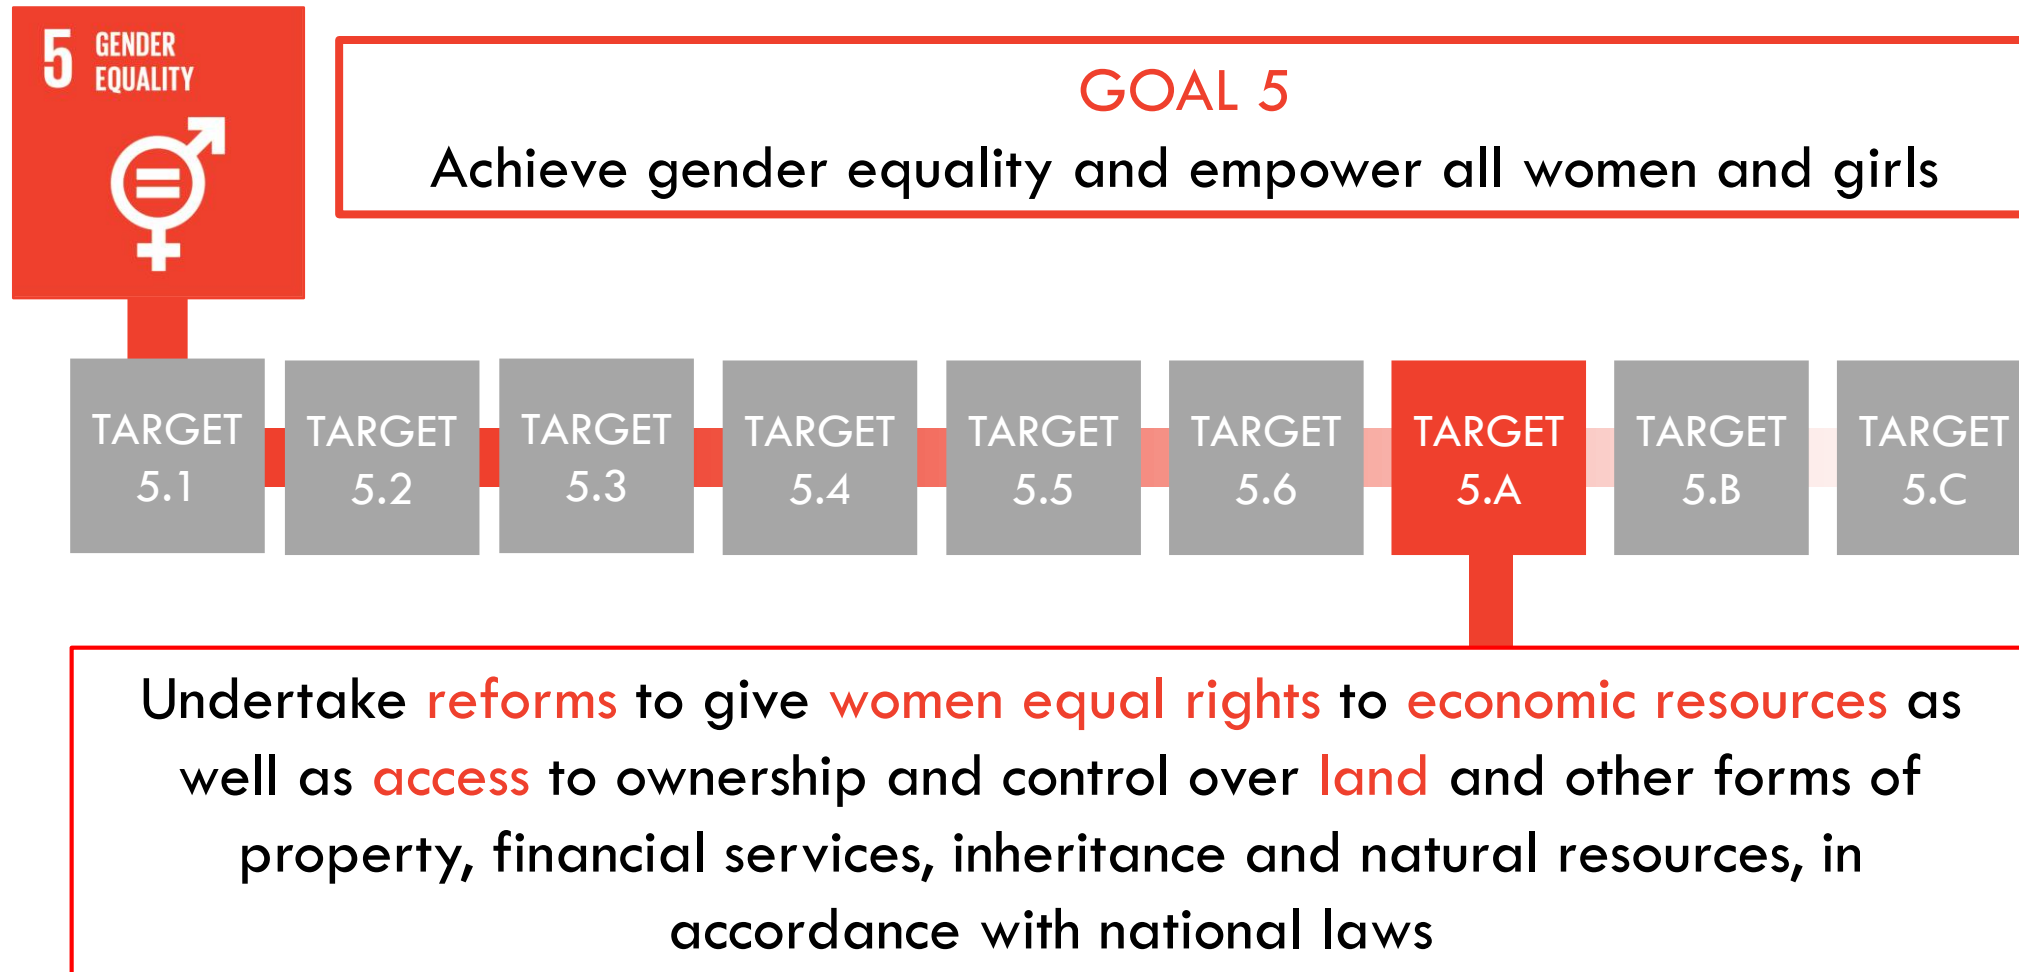 5 GENDER
EQUALITY
GOAL 5
Achieve gender equality and empower all women and girls
TARGET
5.1
TARGET
5.2
TARGET
5.3
TARGET
5.4
TARGET
5.5
TARGET
5.6
TARGET
5.A
TARGET
5.B
TARGET
5.C
Undertake reforms to give women equal rights to economic resources as
well as access to ownership and control over land and other forms of
property, financial services, inheritance and natural resources, in
accordance with national laws